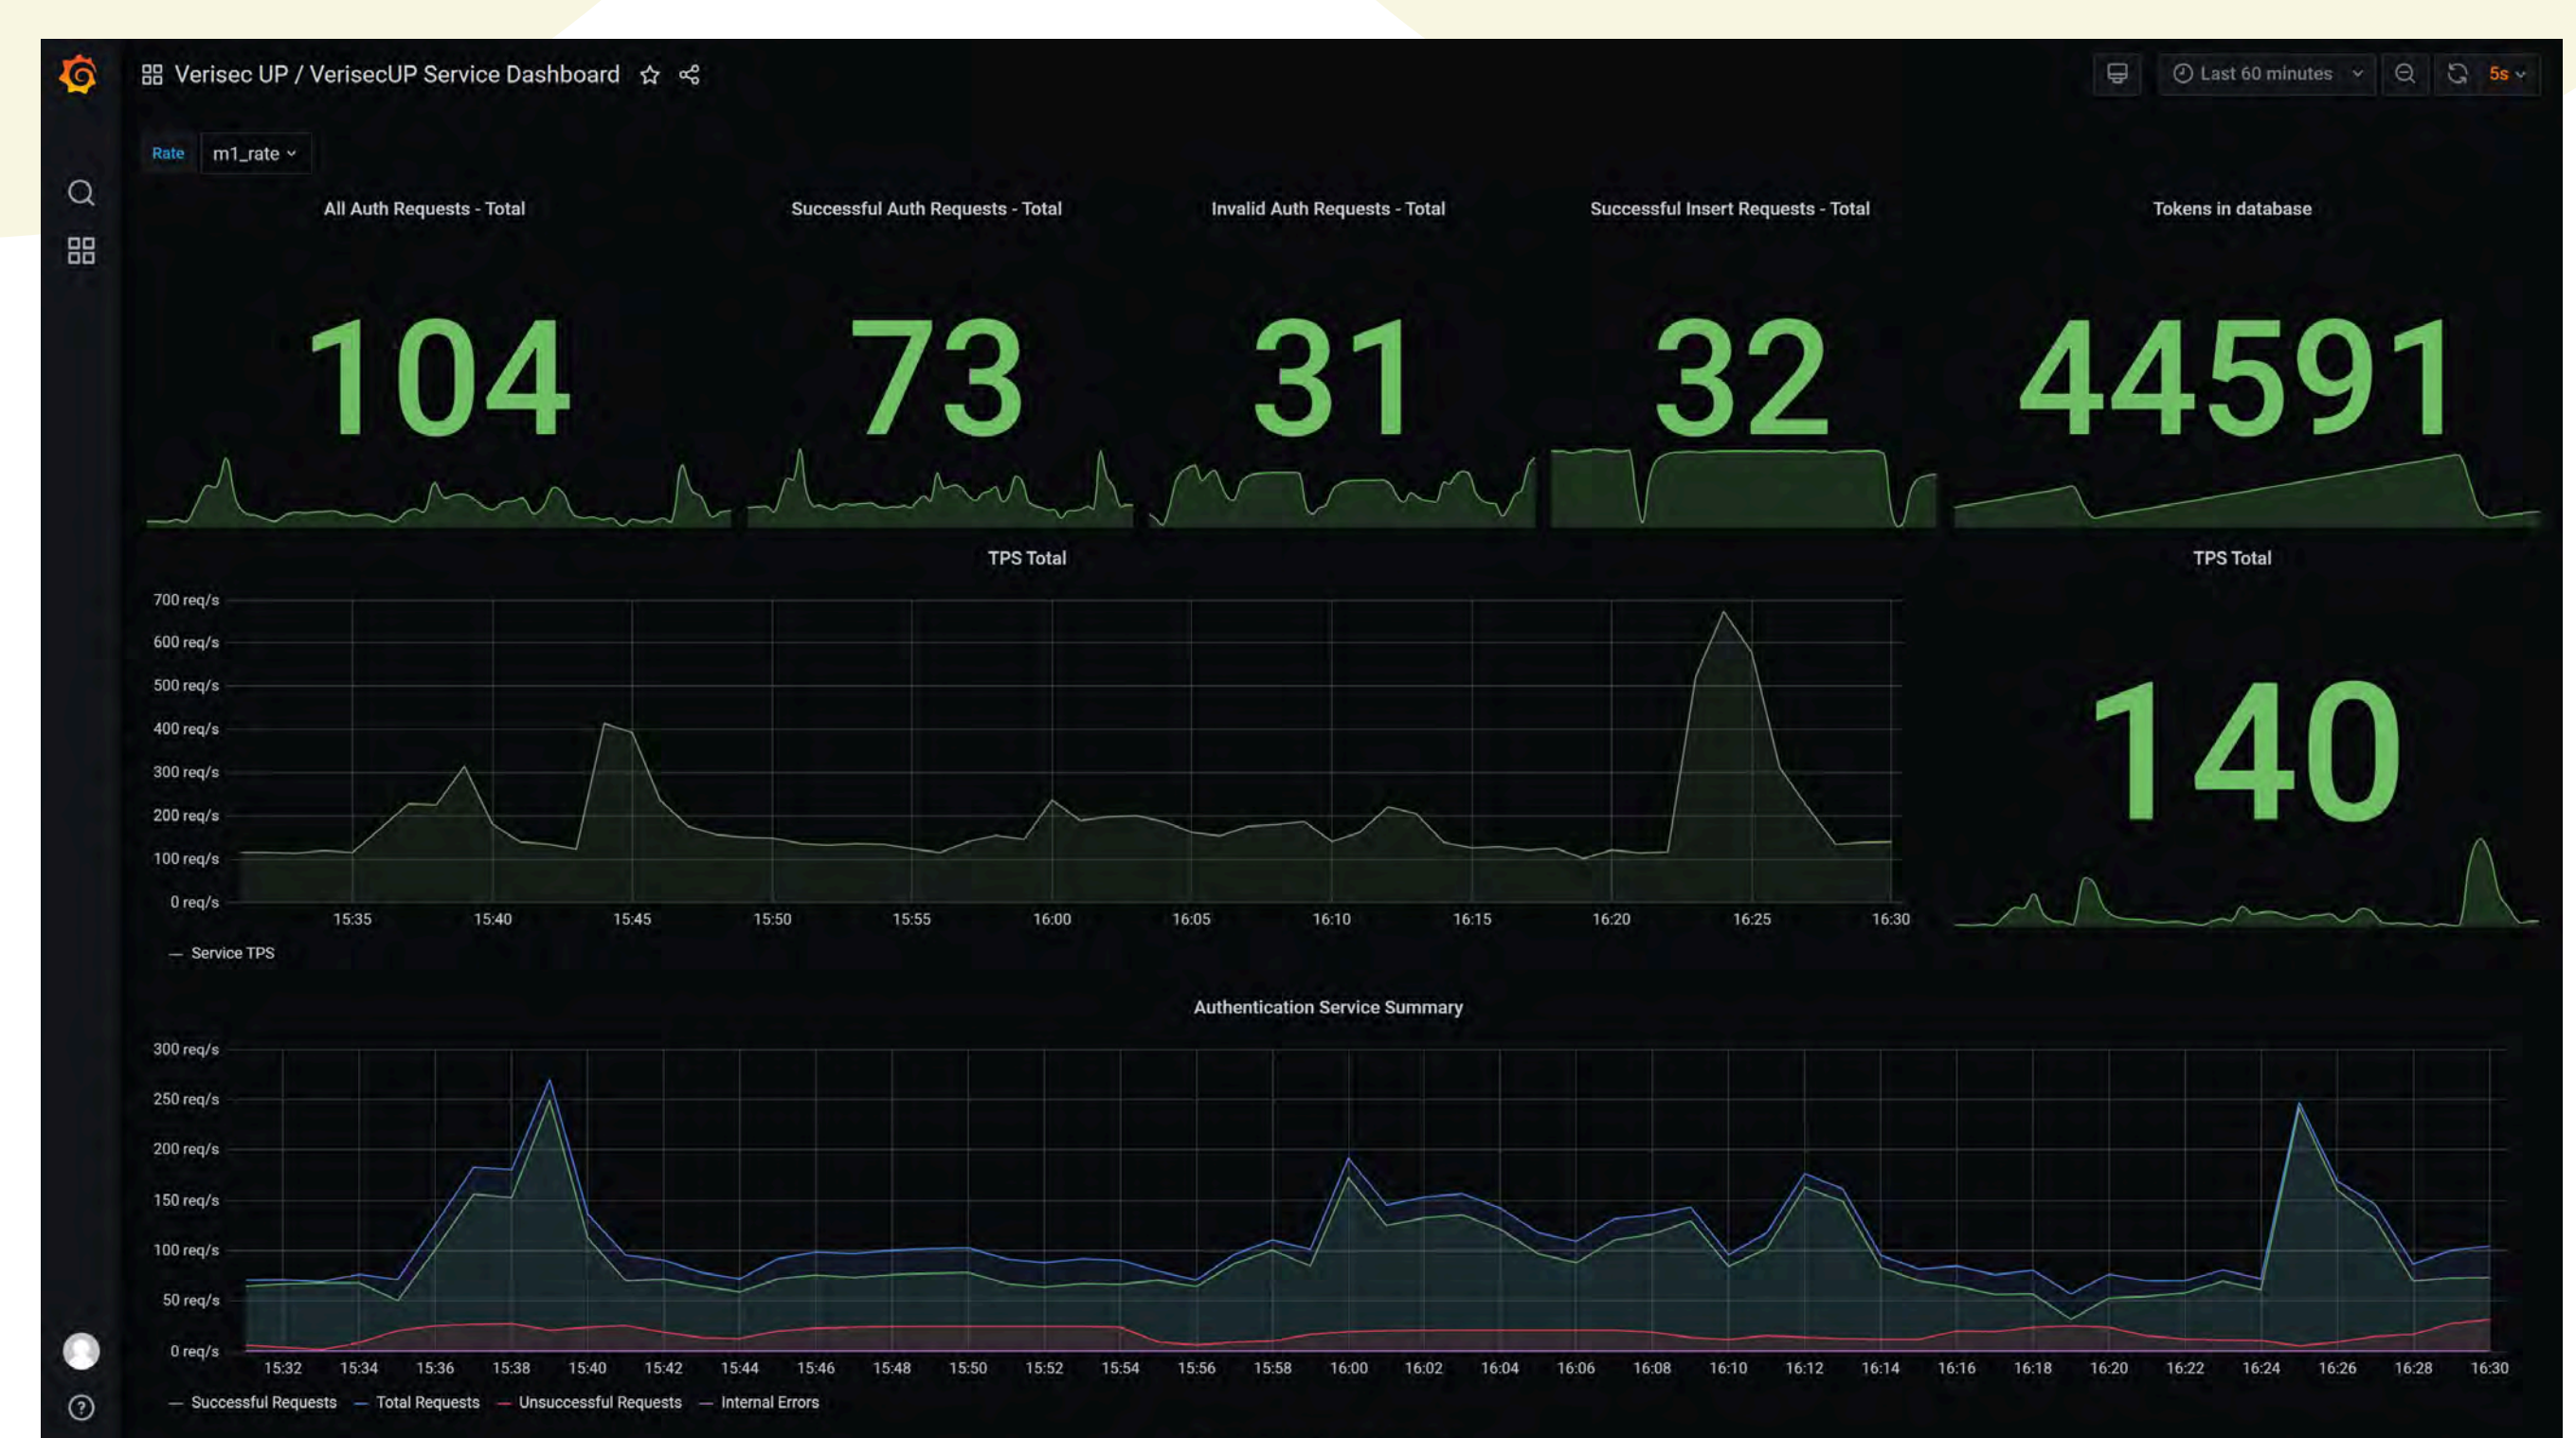 Verisec UP / VerisecUP Service Dashboard
Last 60 minutes
5s
Rate
m1_rate
All Auth Requests - Total
Successful Auth Requests - Total
Invalid Auth Requests - Total
Successful Insert Requests - Total
Tokens in database
104
73
31
32
44591
TPS Total
700 req/s
600 req/s
500 req/s
400 req/s
300 req/s
200 req/s
100 req/s
0 req/s
15:35 15:40 15:45 15:50 15:55 16:00 16:05 16:10 16:15 16:20 16:25 16:30
Service TPS
TPS Total
140
Authentication Service Summary
300 req/s
250 req/s
200 req/s
150 req/s
100 req/s
50 req/s
0 req/s
15:32 15:34 15:36 15:38 15:40 15:42 15:44 15:46 15:48 15:50 15:52 15:54 15:56 15:58 16:00 16:02 16:04 16:06 16:08 16:10 16:12 16:14 16:16 16:18 16:20 16:22 16:24 16:26 16:28 16:30
Successful Requests Total Requests Unsuccessful Requests Internal Errors